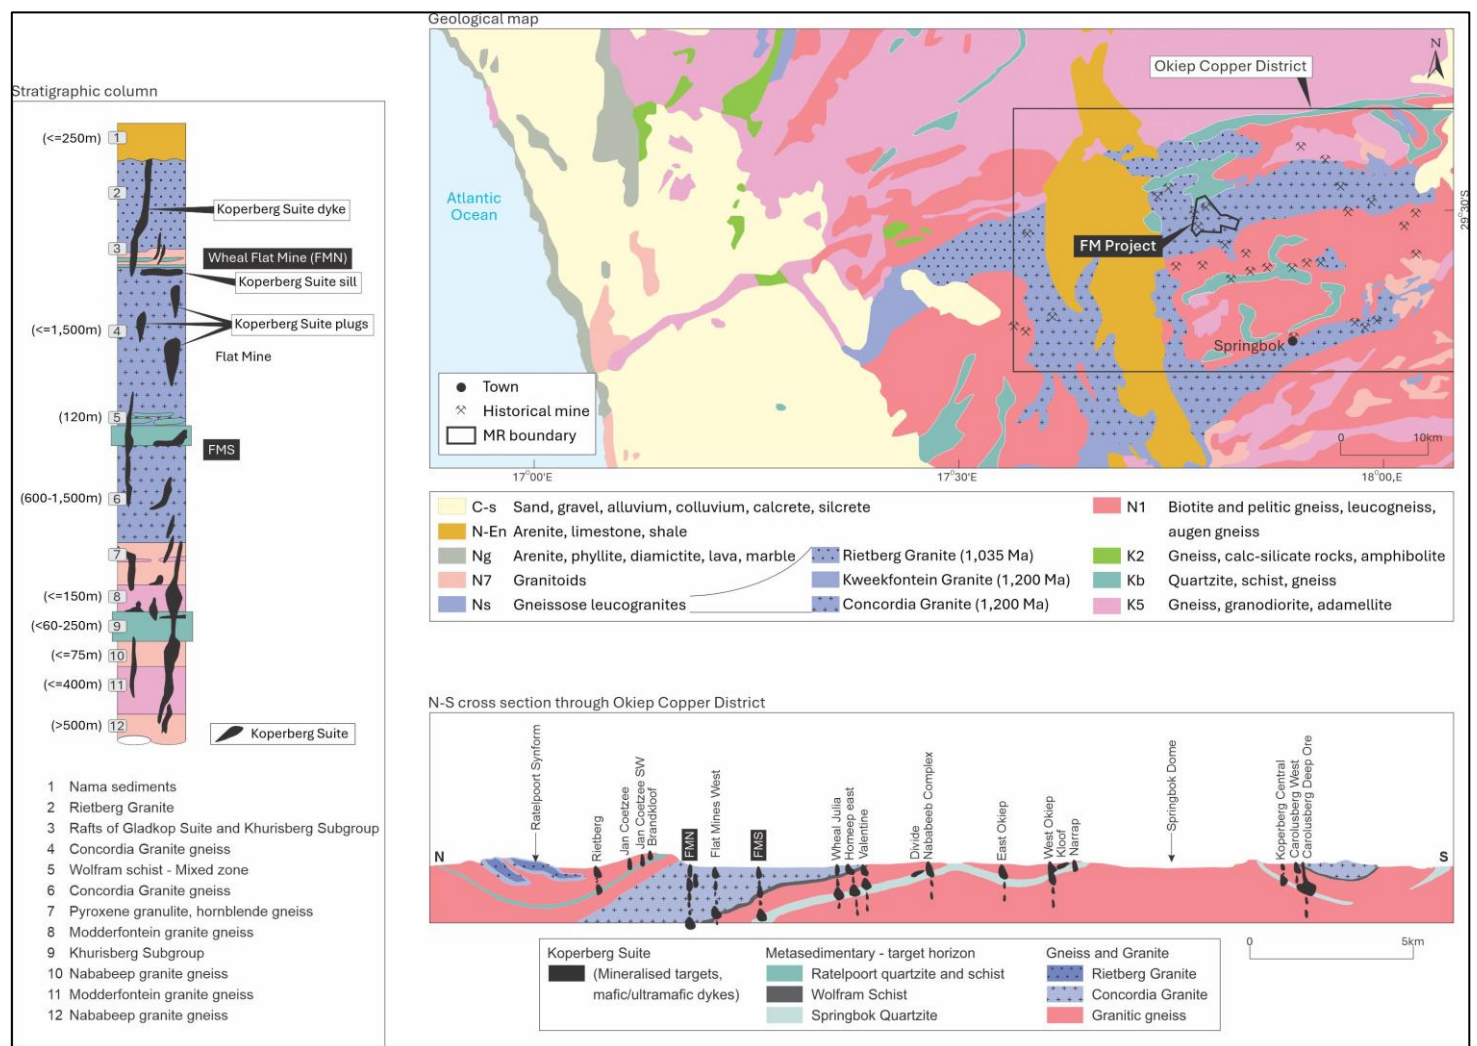 Geological map
Stratigraphic column
(<=250m)
1
2
Koperberg Suite dyke
3
Wheal Flat Mine (FMN)
Koperberg Suite sill
(<=1,500m)
4
Koperberg Suite plugs
Flat Mine
(120m)
5
FMS
(600-1,500m)
6
7
(<=150m)
8
(<60-250m)
9
(<=75m)
10
(<=400m)
11
(>500m)
12
Koperberg Suite
1 Nama sediments
2 Rietberg Granite
3 Rafts of Gladkop Suite and Khurisberg Subgroup
4 Concordia Granite gneiss
5 Wolfram schist - Mixed zone
6 Concordia Granite gneiss
7 Pyroxene granulite, hornblende gneiss
8 Modderfontein granite gneiss
9 Khurisberg Subgroup
10 Nababeep granite gneiss
11 Modderfontein granite gneiss
12 Nababeep granite gneiss
N
Okiep Copper District
Atlantic
Ocean
29°30'S
FM Project
Springbok
Town
Historical mine
MR boundary
0 10km
17°00'E
17°30'E
18°00'E
C-s Sand, gravel, alluvium, colluvium, calcrete, silcrete
N-En Arenite, limestone, shale
Ng Arenite, phyllite, diamictite, lava, marble
N7 Granitoids
Ns Gneissose leucogranites
Rietberg Granite (1,035 Ma)
Kweekfontein Granite (1,200 Ma)
Concordia Granite (1,200 Ma)
N1 Biotite and pelitic gneiss, leucogneiss,
augen gneiss
K2 Gneiss, calc-silicate rocks, amphibolite
Kb Quartzite, schist, gneiss
K5 Gneiss, granodiorite, adamellite
N-S cross section through Okiep Copper District
N
Ratelpoort Synform
Rietberg
Jan Coetzee
Jan Coetzee SW
Brandkloof
FMN
Flat Mines West
FMS
Wheal Julia
Homeep east
Valentine
Divide
Nababeeb Complex
East Okiep
West Okiep
Kloof
Narrap
Springbok Dome
Koperberg Central
Carolusberg West
Carolusberg Deep Ore
S
Koperberg Suite
(Mineralised targets,
mafic/ultramafic dykes)
Metasedimentary - target horizon
Ratelpoort quartzite and schist
Wolfram Schist
Springbok Quartzite
Gneiss and Granite
Rietberg Granite
Concordia Granite
Granitic gneiss
0 5km